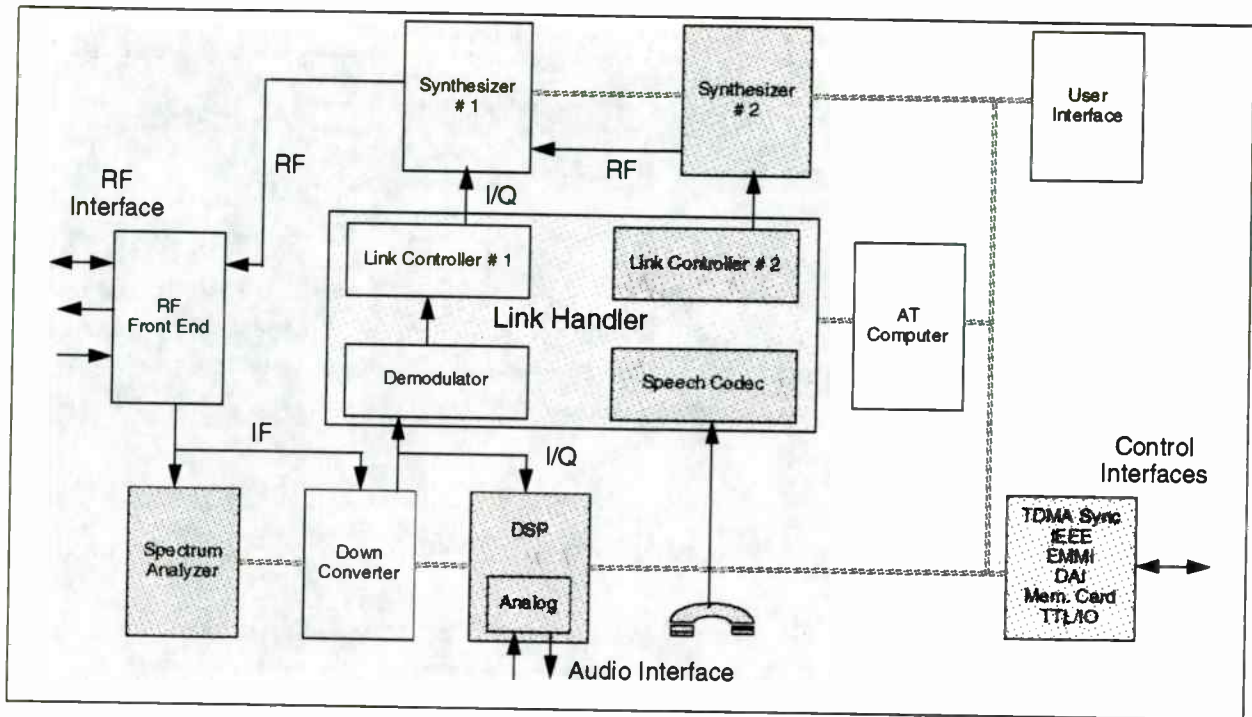 Synthesizer
# 1
Synthesizer
# 2
User
Interface
RF
RF
I/Q
RF
Interface
RF
Front End
Link Controller # 1
Link Controller # 2
Link Handler
Demodulator
Speech Codec
AT
Computer
IF
I/Q
Control
Interfaces
Spectrum
Analyzer
Down
Converter
DSP
Analog
TDMA Sync
IEEE
EMMI
DAI
Mem. Card
TTL/IO
Audio Interface